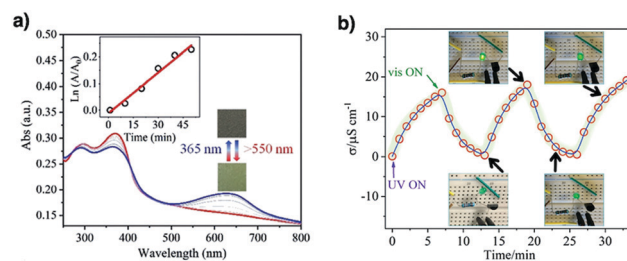 a)
b)
Ln (A/A₀)
0.2
0.1
0.0
0 20 40
Time (min)
365 nm
>550 nm
Abs (a.u.)
0.50
0.45
0.40
0.35
0.30
0.25
0.20
0.15
300 400 500 600 700 800
Wavelength (nm)
vis ON
UV ON
σ/µS cm⁻¹
30
20
10
0
-10
0 5 10 15 20 25 30
Time/min